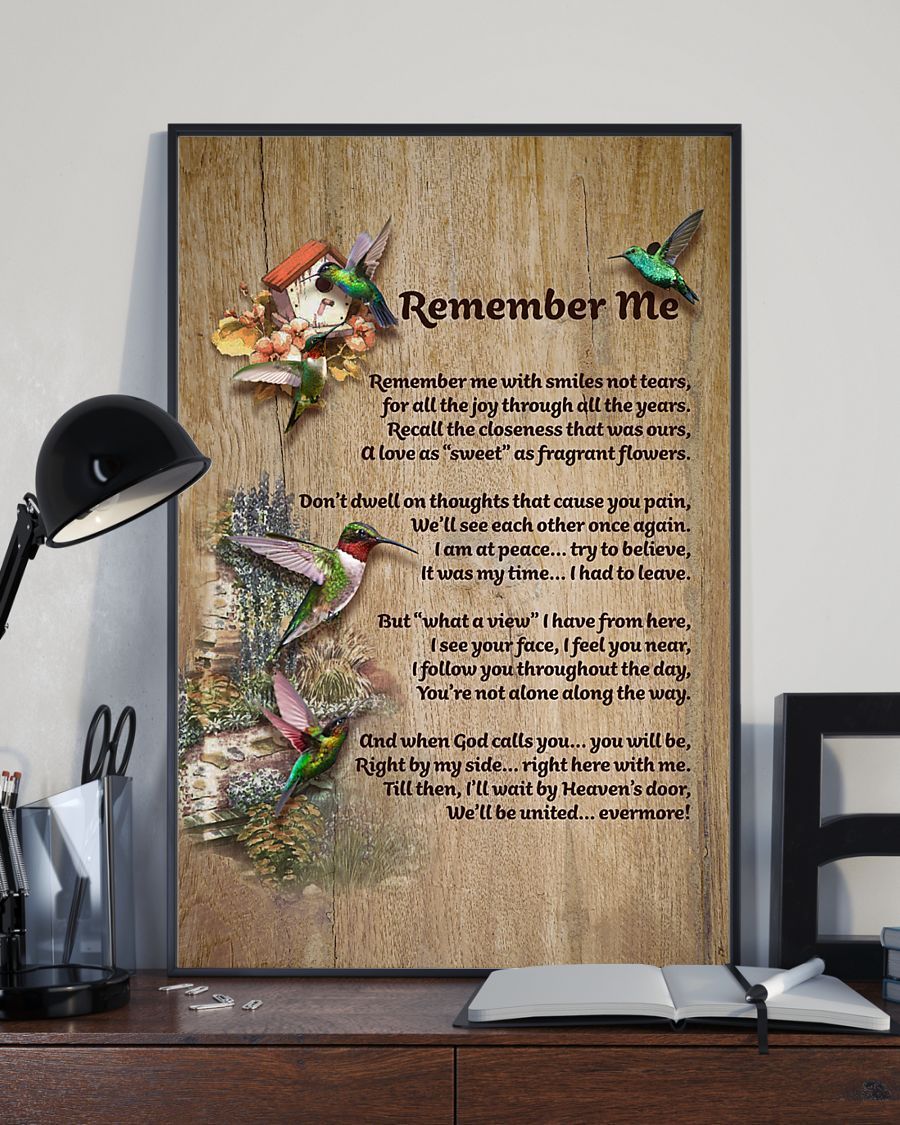 Remember Me
Remember me with smiles not tears,
for all the joy through all the years.
Recall the closeness that was ours,
A love as “sweet” as fragrant flowers.
Don’t dwell on thoughts that cause you pain,
We’ll see each other once again.
I am at peace... try to believe,
It was my time... I had to leave.
But “what a view” I have from here,
I see your face, I feel you near,
I follow you throughout the day,
You’re not alone along the way.
And when God calls you... you will be,
Right by my side... right here with me.
Till then, I’ll wait by Heaven’s door,
We’ll be united... evermore!